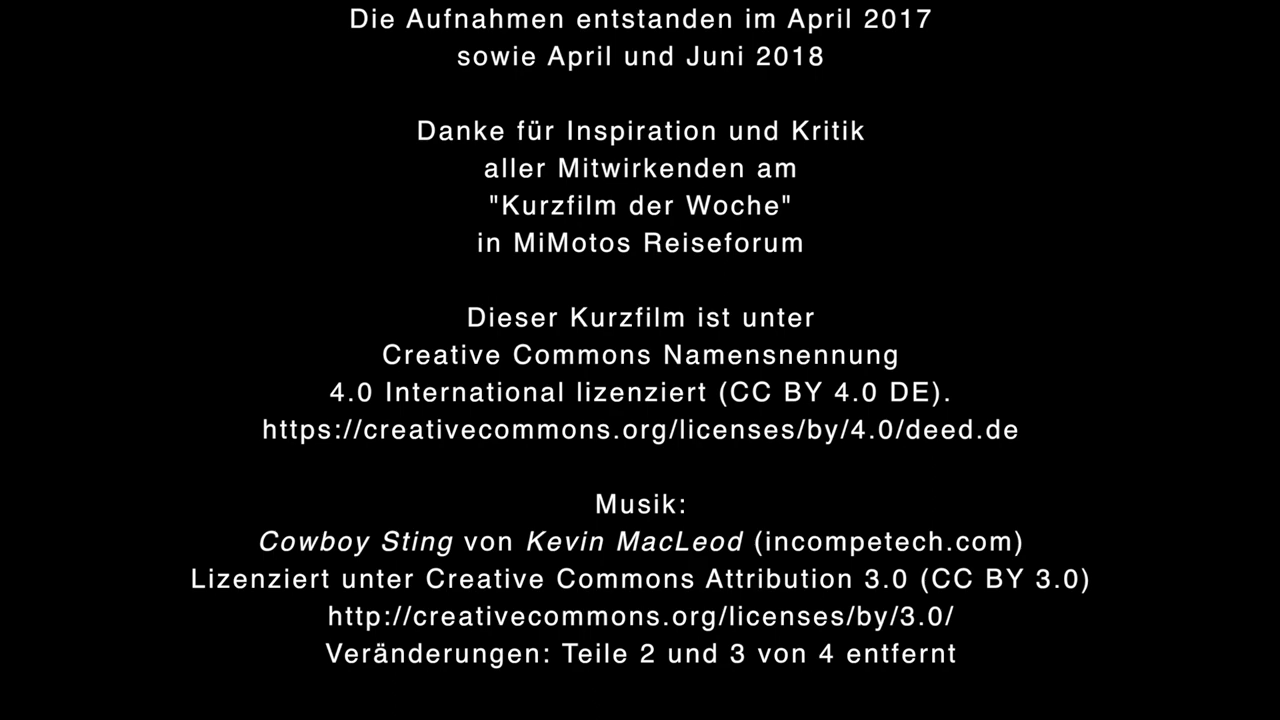 Die Aufnahmen entstanden im April 2017
sowie April und Juni 2018
Danke für Inspiration und Kritik
aller Mitwirkenden am
"Kurzfilm der Woche"
in MiMotos Reiseforum
Dieser Kurzfilm ist unter
Creative Commons Namensnennung
4.0 International lizenziert (CC BY 4.0 DE).
https://creativecommons.org/licenses/by/4.0/deed.de
Musik:
Cowboy Sting von Kevin MacLeod (incompetech.com)
Lizenziert unter Creative Commons Attribution 3.0 (CC BY 3.0)
http://creativecommons.org/licenses/by/3.0/
Veränderungen: Teile 2 und 3 von 4 entfernt